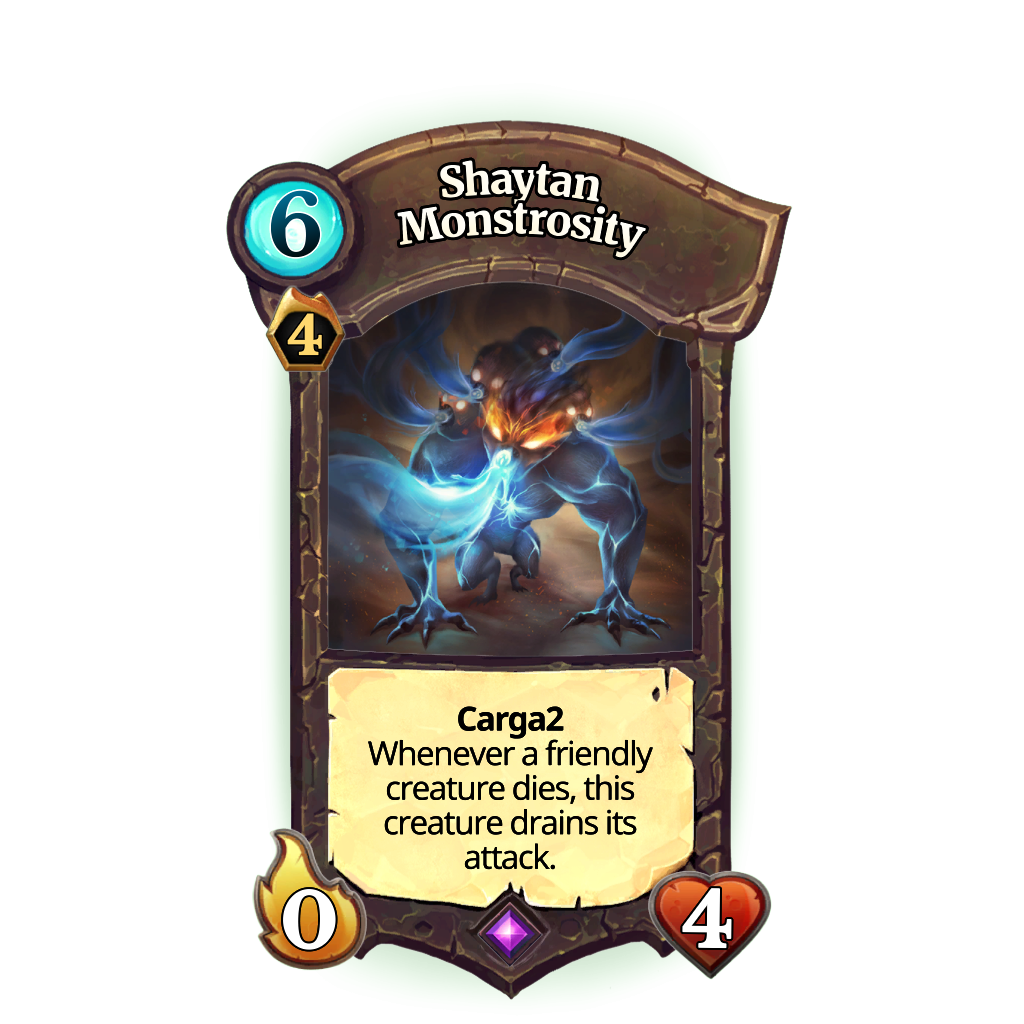 Shaytan
Monstrosity
6
4
Carga2
Whenever a friendly
creature dies, this
creature drains its
attack.
0
4